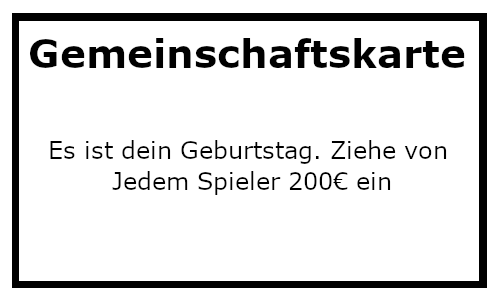 Gemeinschaftskarte
Es ist dein Geburtstag. Ziehe von
Jedem Spieler 200€ ein